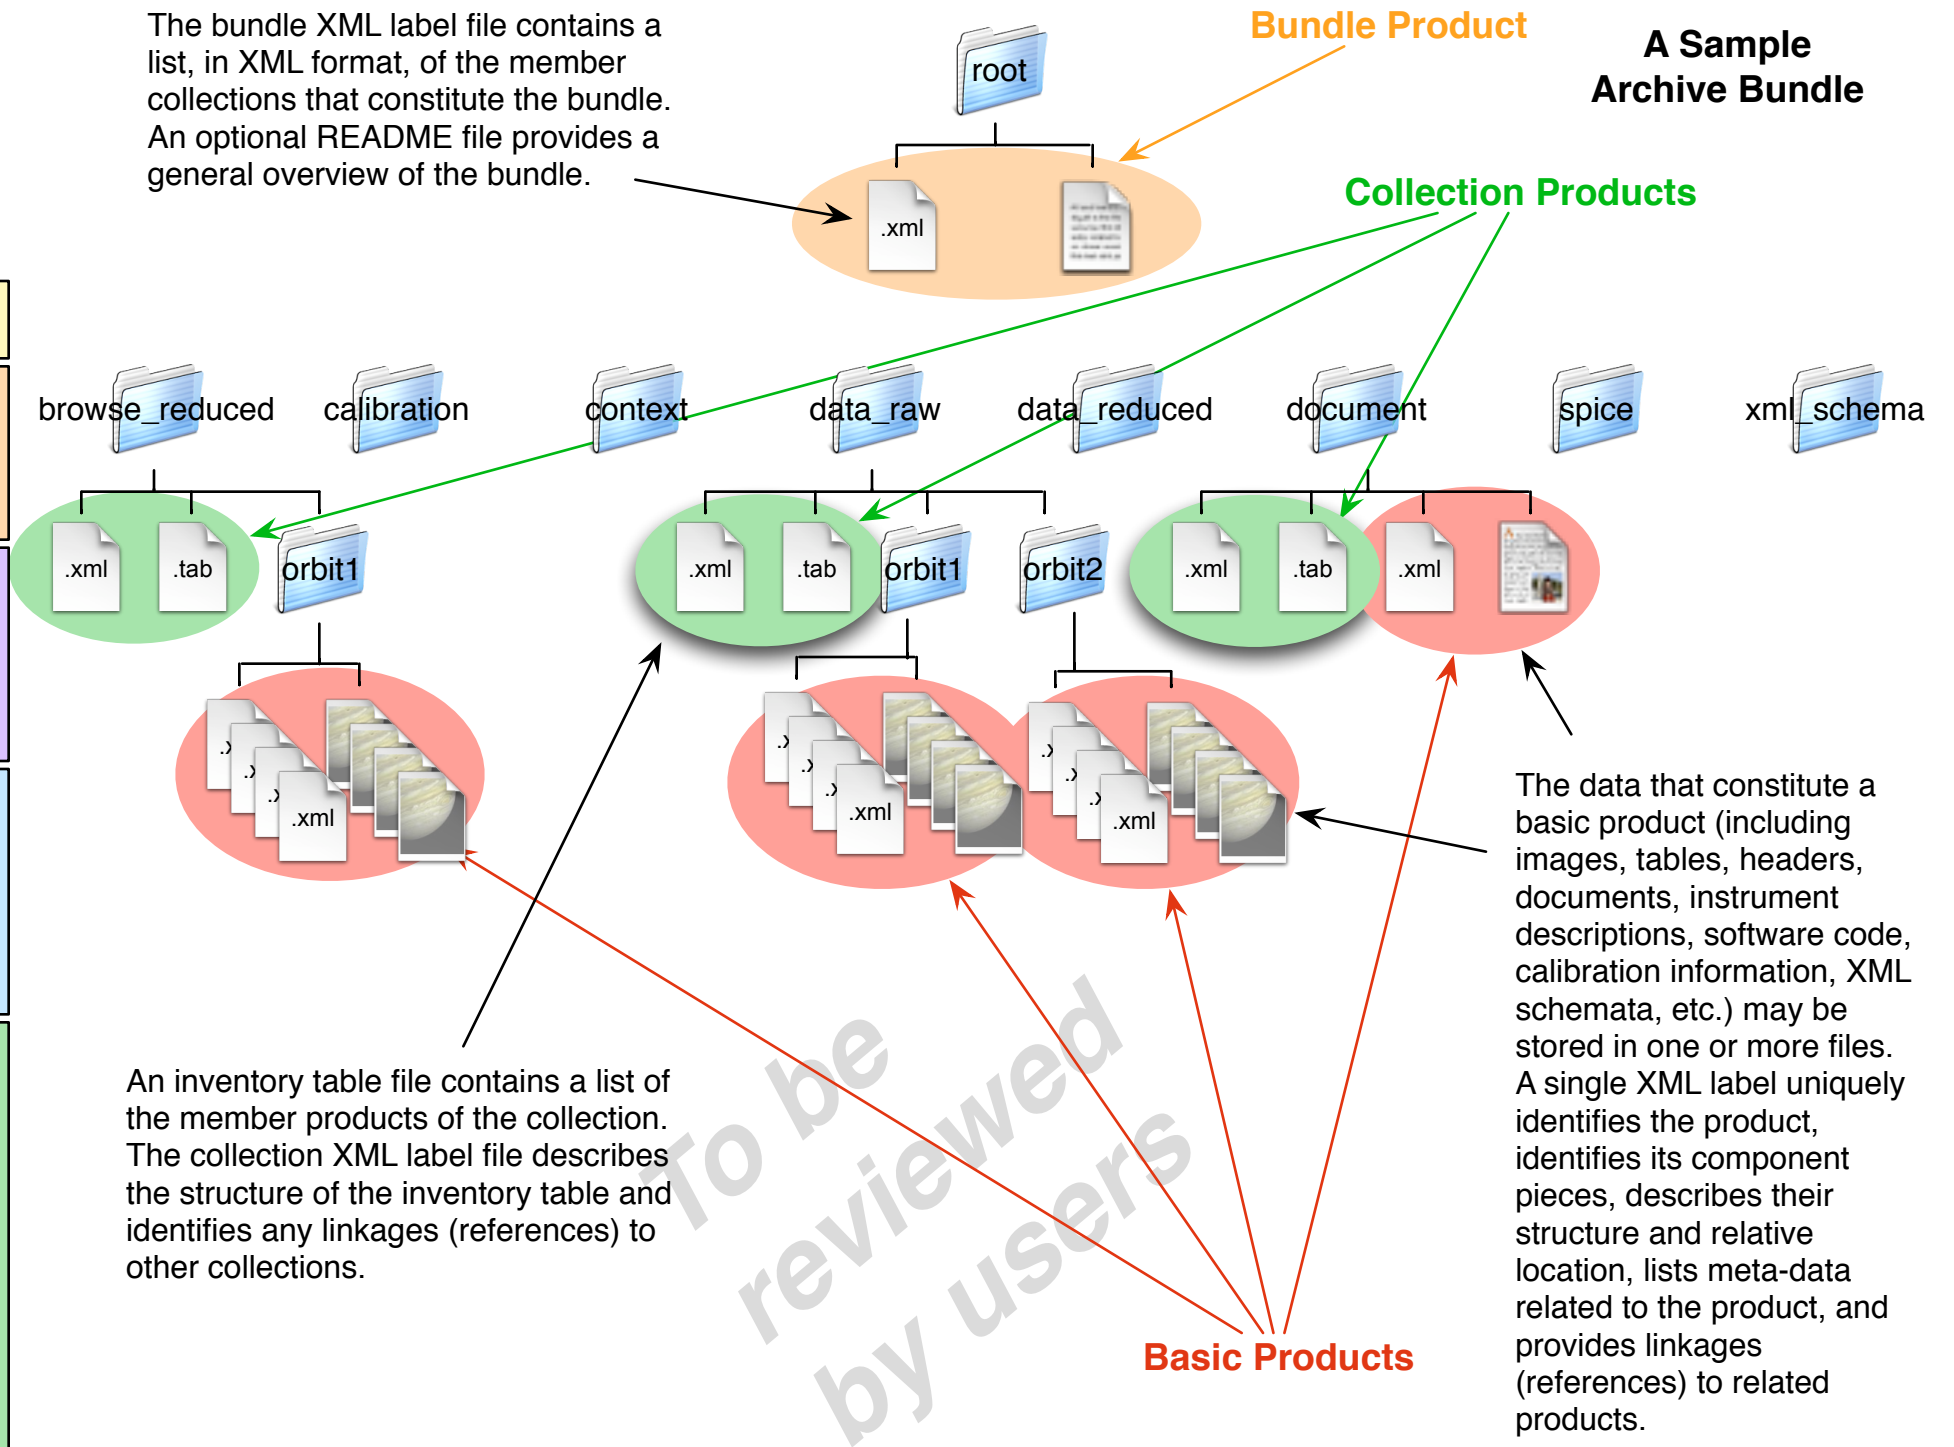 The bundle XML label file contains a
list, in XML format, of the member
collections that constitute the bundle.
An optional README file provides a
general overview of the bundle.
root
Bundle Product
A Sample
Archive Bundle
.xml
Collection Products
browse_reduced
calibration
context
data_raw
data_reduced
document
spice
xml_schema
.xml
.tab
orbit1
.xml
.tab
orbit1
orbit2
.xml
.tab
.xml
.xml
.xml
.xml
The data that constitute a
basic product (including
images, tables, headers,
documents, instrument
descriptions, software code,
calibration information, XML
schemata, etc.) may be
stored in one or more files.
A single XML label uniquely
identifies the product,
identifies its component
pieces, describes their
structure and relative
location, lists meta-data
related to the product, and
provides linkages
(references) to related
products.
An inventory table file contains a list of
the member products of the collection.
The collection XML label file describes
the structure of the inventory table and
identifies any linkages (references) to
other collections.
To be
reviewed
by users
Basic Products